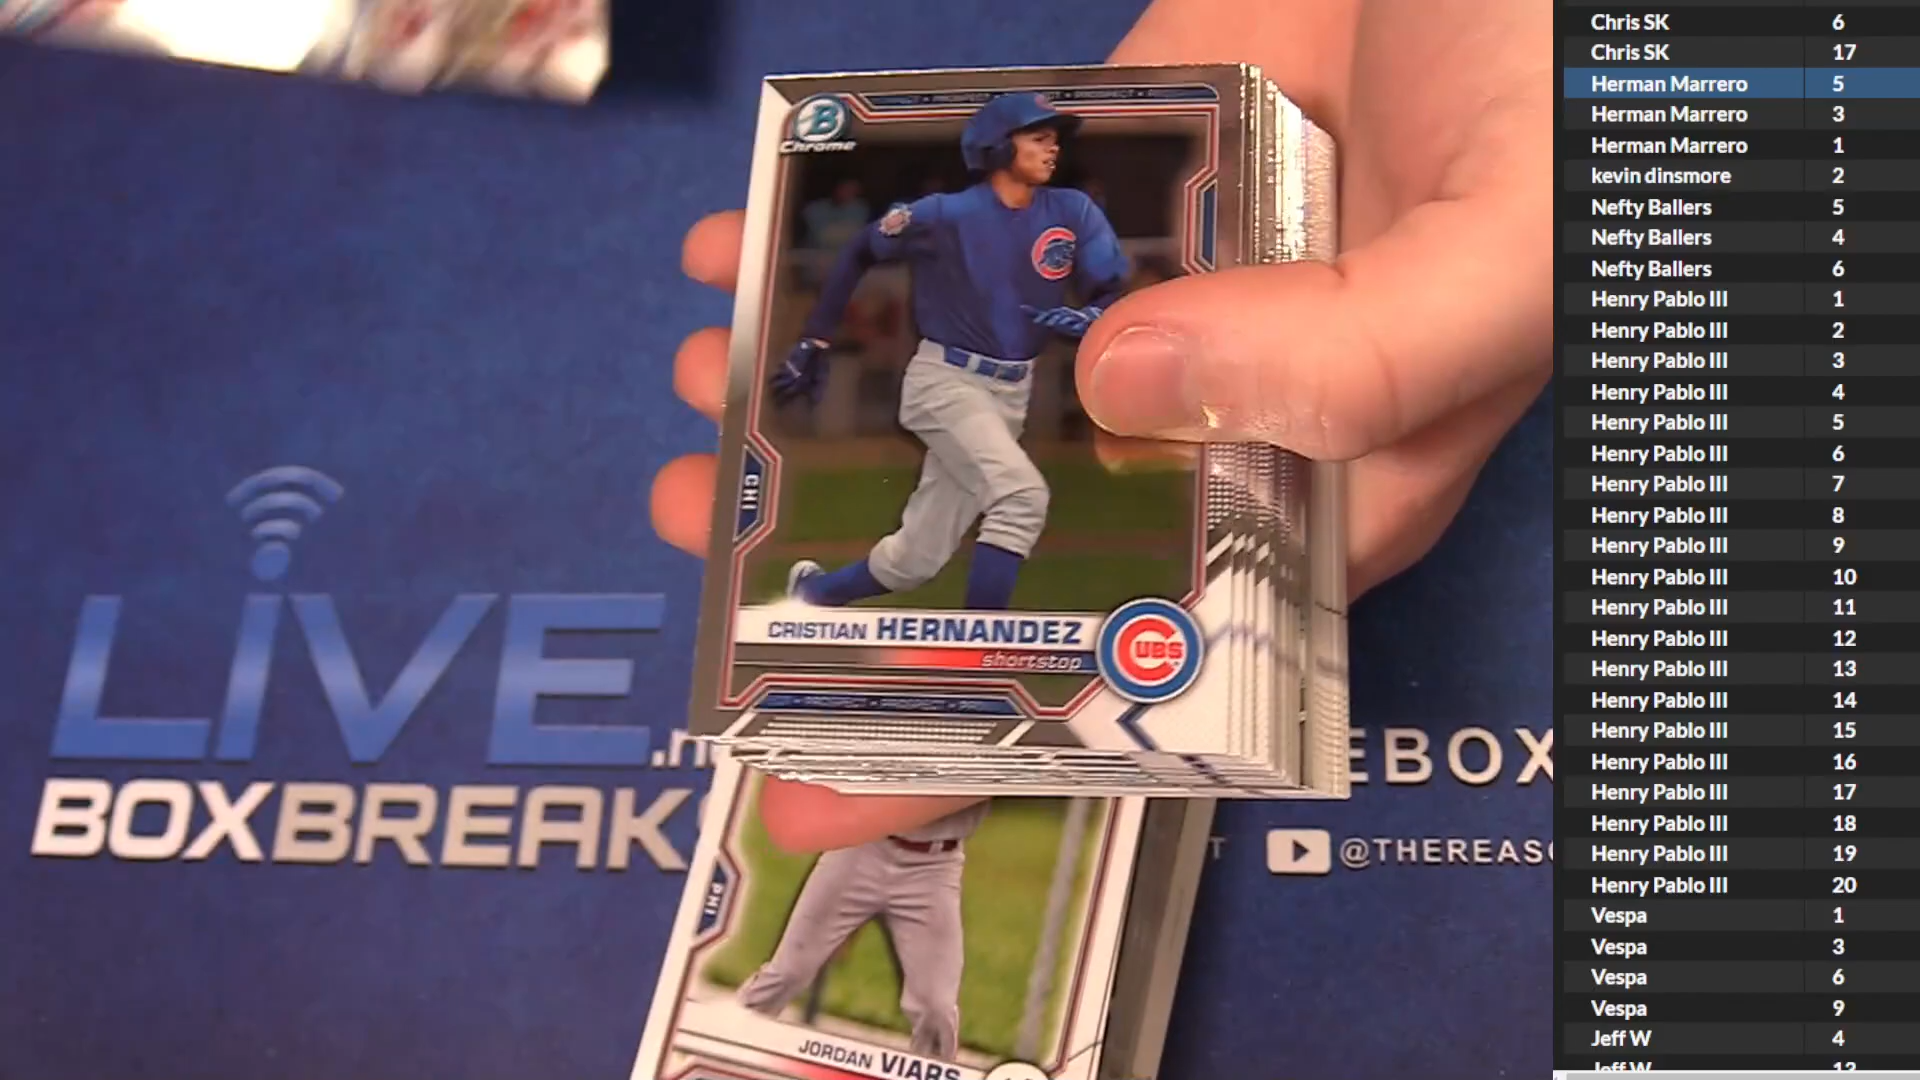 B
Chrome
PROSPECT
CHI
CRISTIAN HERNANDEZ
shortstop
CUBS
PROSPECT • PROSPECT
PHI
JORDAN VIARS
LIVE
BOXBREAK
EBOX
@THEREAS
Chris SK 6
Chris SK 17
Herman Marrero 5
Herman Marrero 3
Herman Marrero 1
kevin dinsmore 2
Nefty Ballers 5
Nefty Ballers 4
Nefty Ballers 6
Henry Pablo III 1
Henry Pablo III 2
Henry Pablo III 3
Henry Pablo III 4
Henry Pablo III 5
Henry Pablo III 6
Henry Pablo III 7
Henry Pablo III 8
Henry Pablo III 9
Henry Pablo III 10
Henry Pablo III 11
Henry Pablo III 12
Henry Pablo III 13
Henry Pablo III 14
Henry Pablo III 15
Henry Pablo III 16
Henry Pablo III 17
Henry Pablo III 18
Henry Pablo III 19
Henry Pablo III 20
Vespa 1
Vespa 3
Vespa 6
Vespa 9
Jeff W 4
Jeff W 12